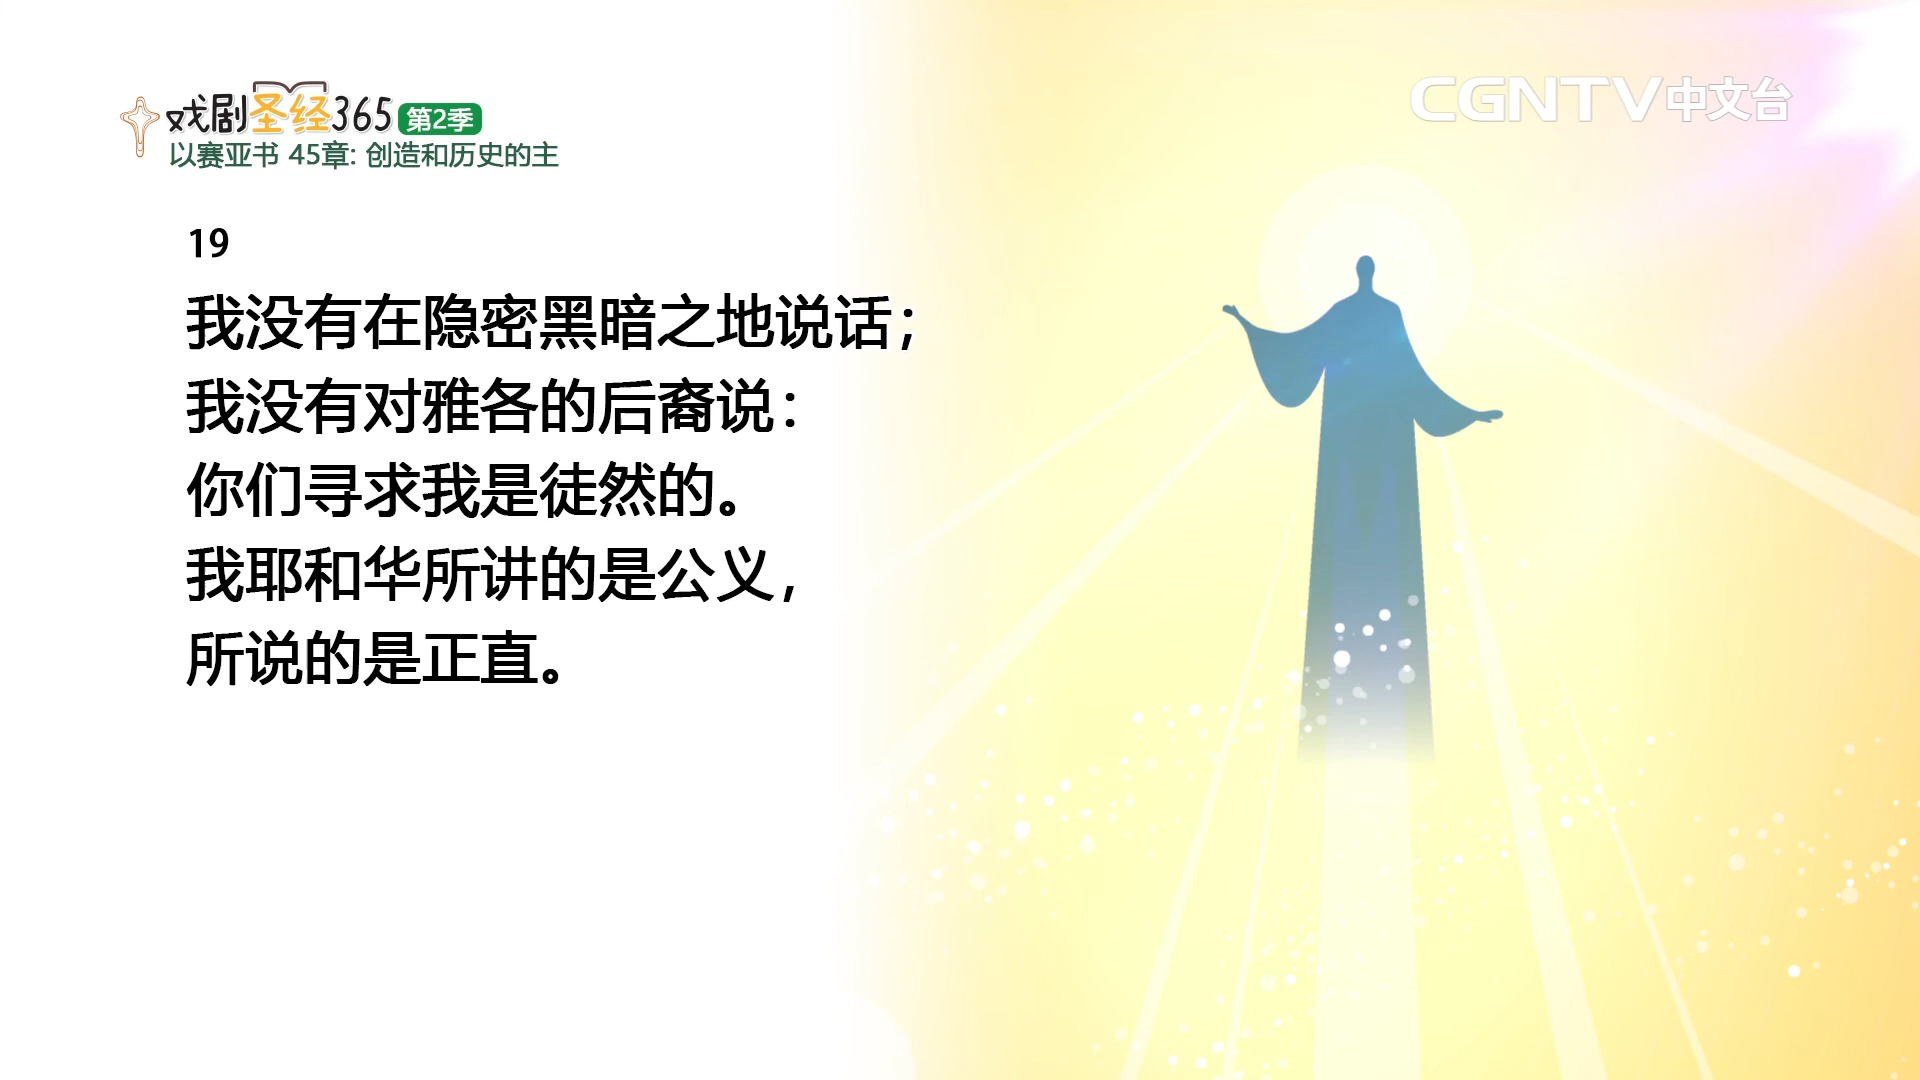 戏剧圣经365 第2季
CGNTV中文台
以赛亚书 45章: 创造和历史的主
19
我没有在隐密黑暗之地说话；
我没有对雅各的后裔说：
你们寻求我是徒然的。
我耶和华所讲的是公义，
所说的是正直。